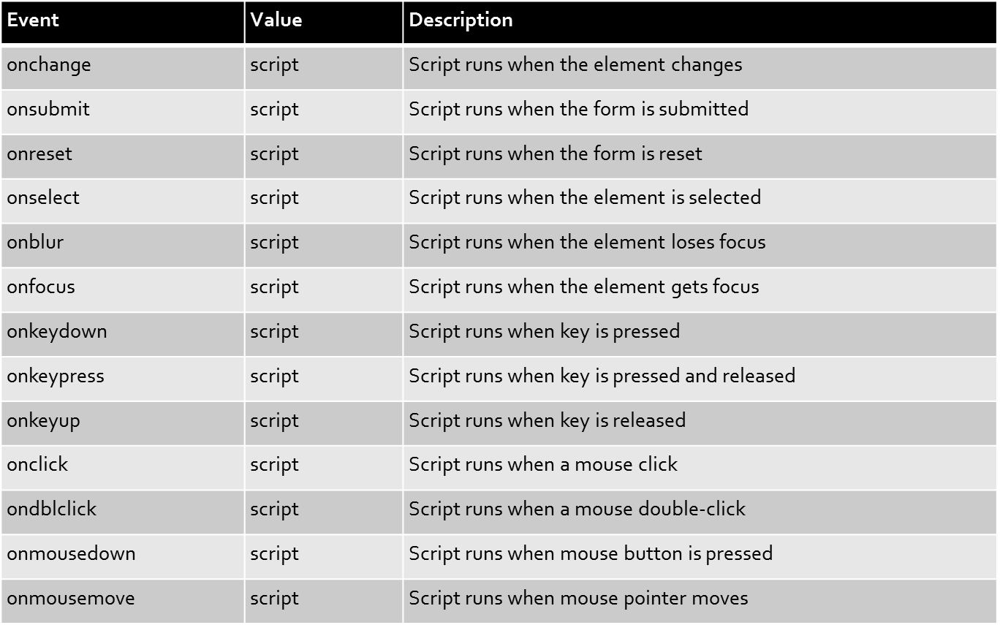 Event Value Description
onchange script Script runs when the element changes
onsubmit script Script runs when the form is submitted
onreset script Script runs when the form is reset
onselect script Script runs when the element is selected
onblur script Script runs when the element loses focus
onfocus script Script runs when the element gets focus
onkeydown script Script runs when key is pressed
onkeypress script Script runs when key is pressed and released
onkeyup script Script runs when key is released
onclick script Script runs when a mouse click
ondblclick script Script runs when a mouse double-click
onmousedown script Script runs when mouse button is pressed
onmousemove script Script runs when mouse pointer moves